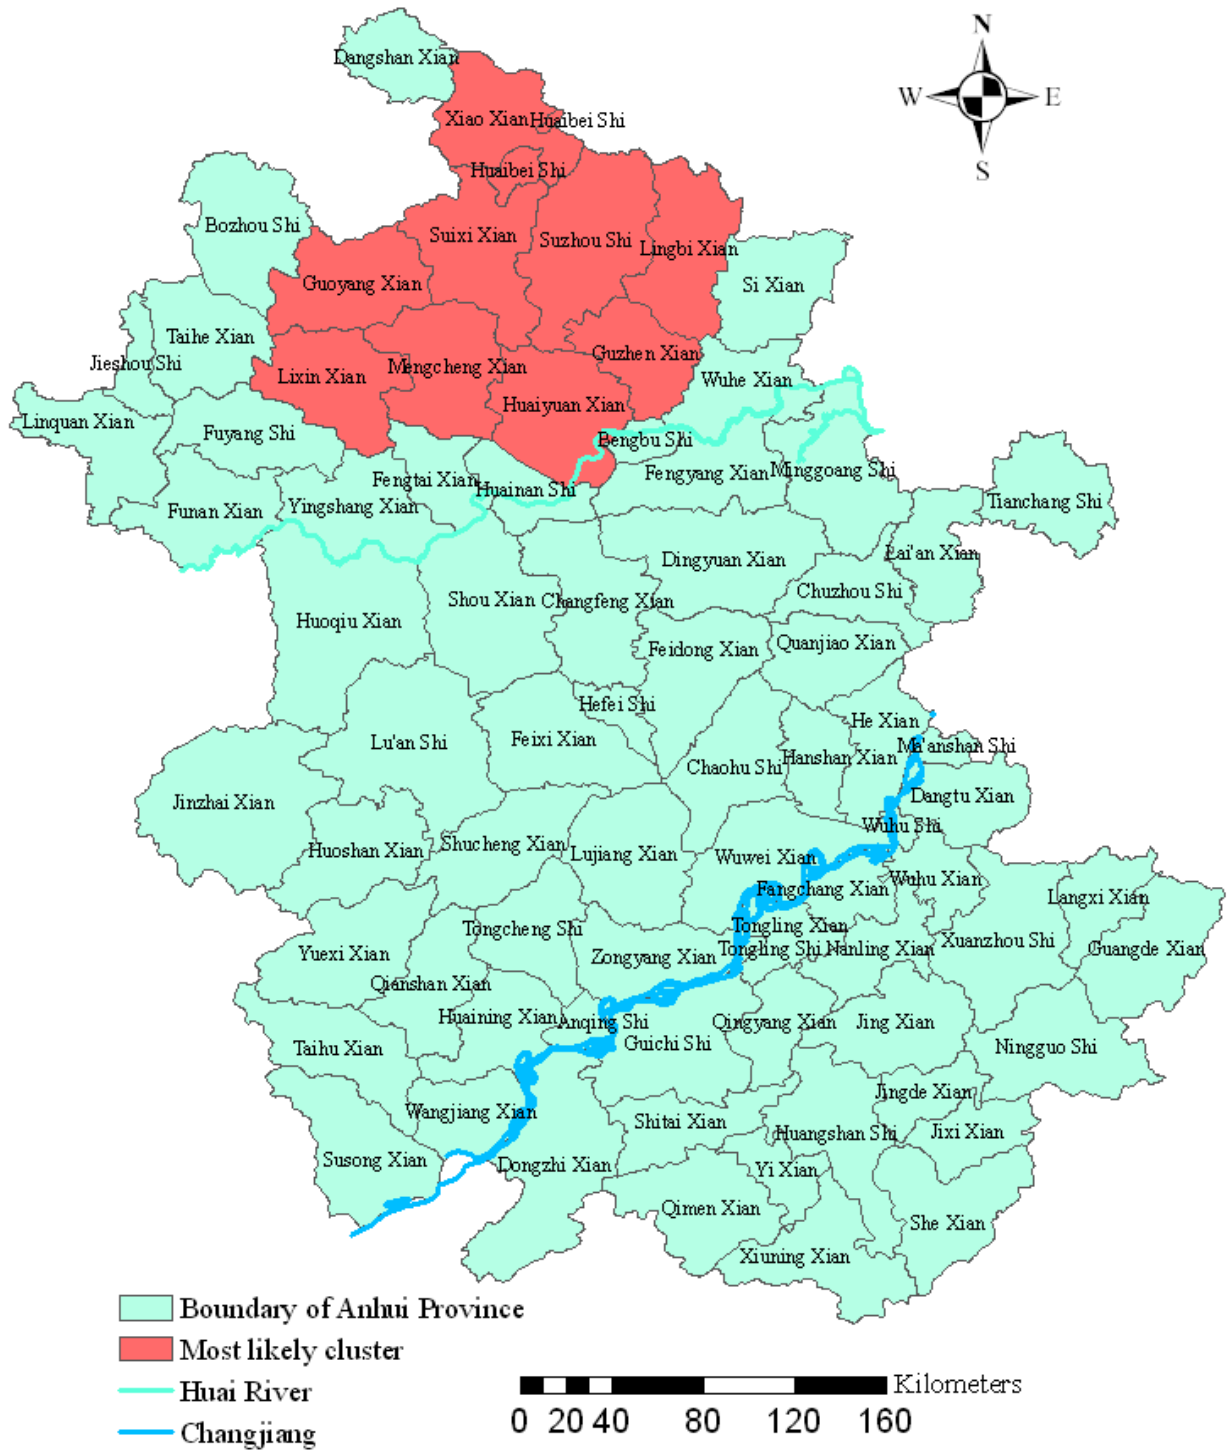 N
W E
S
Dangshan Xian
Xiao Xian
Huaibei Shi
Huaibei Shi
Bozhou Shi
Suixi Xian
Suzhou Shi
Lingbi Xian
Guoyang Xian
Si Xian
Taihe Xian
Jieshou Shi
Lixin Xian
Mengcheng Xian
Guzhen Xian
Wuhe Xian
Huaiyuan Xian
Linquan Xian
Fuyang Shi
Bengbu Shi
Fengtai Xian
Huainan Shi
Fengyang Xian
Minggoang Shi
Funan Xian
Yingshang Xian
Tianchang Shi
Lai'an Xian
Dingyuan Xian
Chuzhou Shi
Shou Xian
Changfeng Xian
Huoqiu Xian
Feidong Xian
Quanjiao Xian
Hefei Shi
He Xian
Lu'an Shi
Feixi Xian
Ma'anshan Shi
Chaohu Shi
Hanshan Xian
Jinzhai Xian
Dangtu Xian
Wuhu Shi
Huoshan Xian
Shucheng Xian
Lujiang Xian
Wuwei Xian
Fangchang Xian
Wuhu Xian
Langxi Xian
Tongcheng Shi
Tongling Xian
Yuexi Xian
Zongyang Xian
Tongling Shi
Nanling Xian
Xuanzhou Shi
Guangde Xian
Qianshan Xian
Huaining Xian
Anqing Shi
Qingyang Xian
Jing Xian
Guichi Shi
Taihu Xian
Ningguo Shi
Jingde Xian
Wangjiang Xian
Shitai Xian
Huangshan Shi
Jixi Xian
Susong Xian
Dongzhi Xian
Yi Xian
Qimen Xian
She Xian
Xiuning Xian
Boundary of Anhui Province
Most likely cluster
Huai River
Changjiang
Kilometers
0 20 40 80 120 160